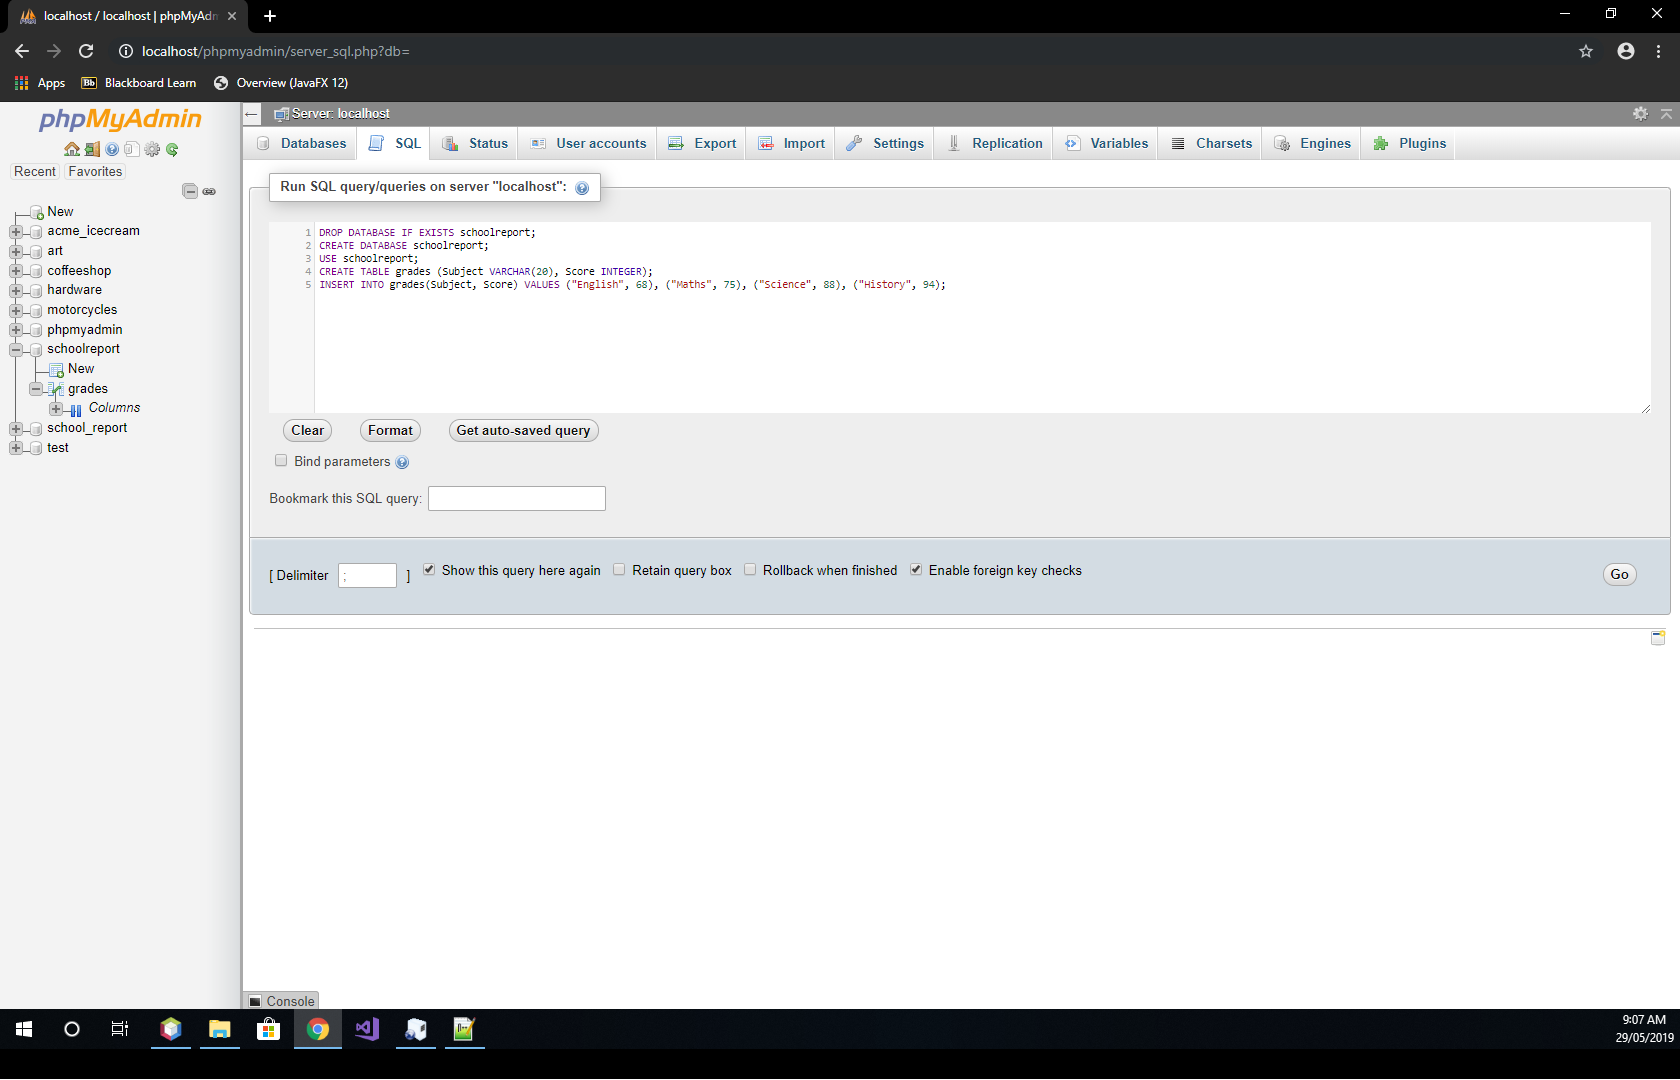 localhost / localhost | phpMyAdm
localhost/phpmyadmin/server_sql.php?db=
Apps
Bb Blackboard Learn
Overview (JavaFX 12)
phpMyAdmin
Recent
Favorites
New
acme_icecream
art
coffeeshop
hardware
motorcycles
phpmyadmin
schoolreport
New
grades
Columns
school_report
test
Server: localhost
Databases
SQL
Status
User accounts
Export
Import
Settings
Replication
Variables
Charsets
Engines
Plugins
Run SQL query/queries on server "localhost":
1 DROP DATABASE IF EXISTS schoolreport;
2 CREATE DATABASE schoolreport;
3 USE schoolreport;
4 CREATE TABLE grades (Subject VARCHAR(20), Score INTEGER);
5 INSERT INTO grades(Subject, Score) VALUES ("English", 68), ("Maths", 75), ("Science", 88), ("History", 94);
Clear
Format
Get auto-saved query
Bind parameters
Bookmark this SQL query:
[ Delimiter ; ]
Show this query here again
Retain query box
Rollback when finished
Enable foreign key checks
Go
Console
9:07 AM
29/05/2019